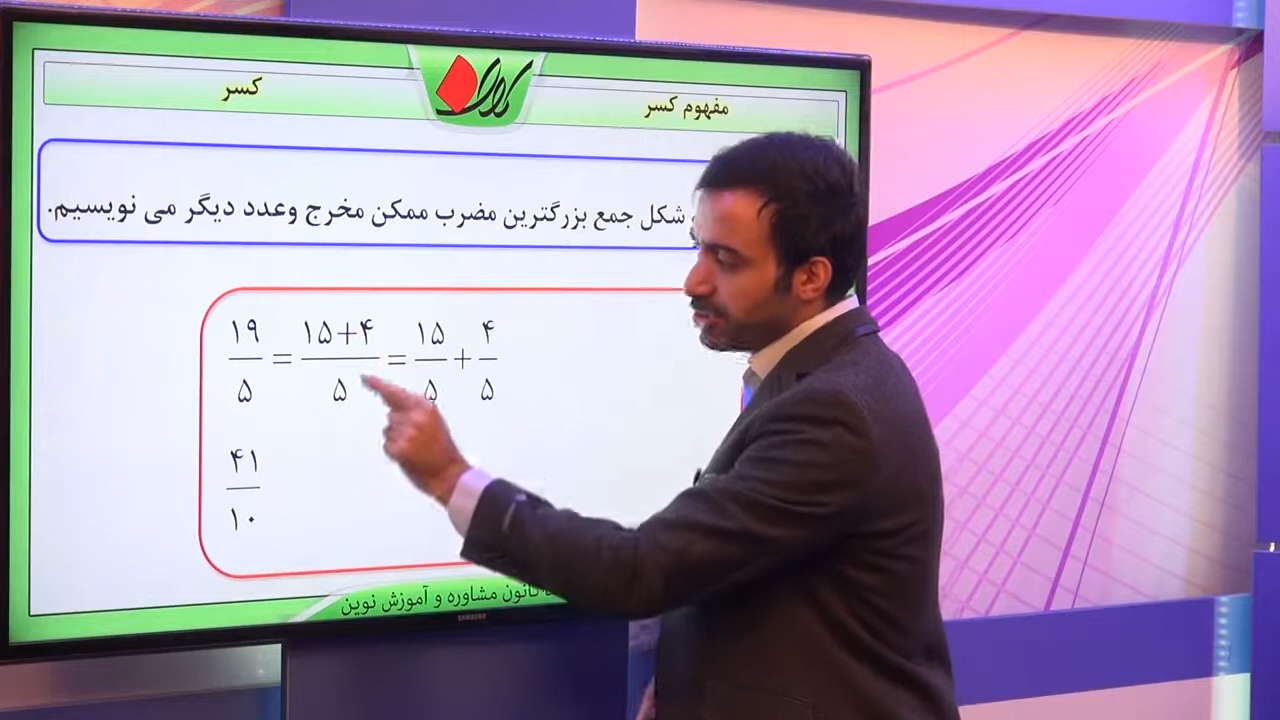 مفهوم کسر
کسر
شکل جمع بزرگترین مضرب ممکن مخرج وعدد دیگر می نویسیم.
۱۹/۵ = ۱۵+۴/۵ = ۱۵/۵ + ۴/۵
۴۱/۱۰
کانون مشاوره و آموزش نوین
SAMSUNG